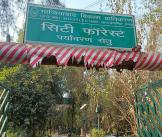 गाजियाबाद विकास प्राधिकरण
सिटी फारेस्ट
पर्यावरण सेतु